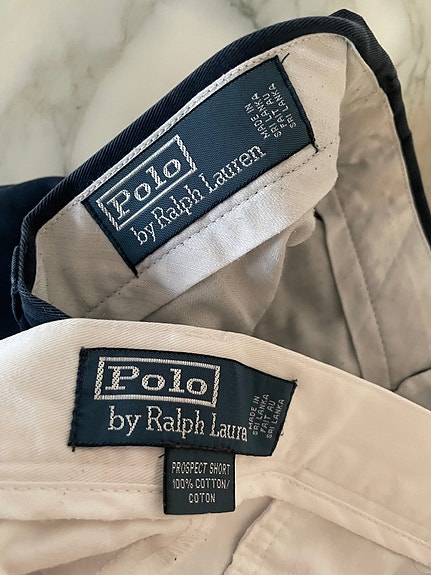 Polo
by Ralph Lauren
MADE IN
SRI LANKA
FAIT AU
SRI LANKA
Polo
by Ralph Laura
MADE IN
SRI LANKA
FAIT AU
SRI LANKA
PROSPECT SHORT
100% COTTON/
COTON